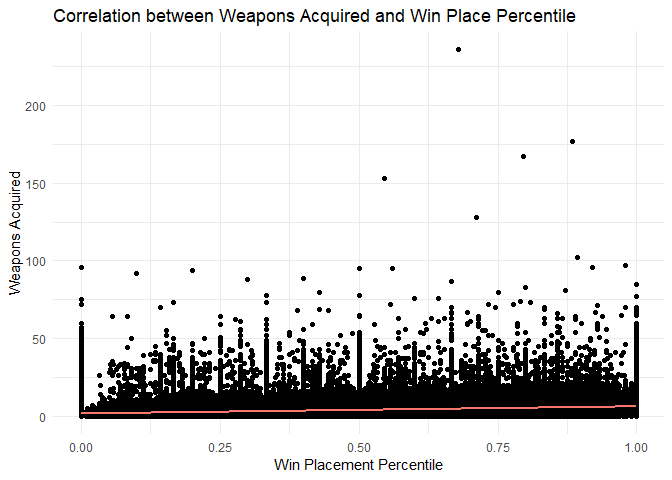 Correlation between Weapons Acquired and Win Place Percentile
Weapons Acquired
200
150
100
50
0
0.00 0.25 0.50 0.75 1.00
Win Placement Percentile